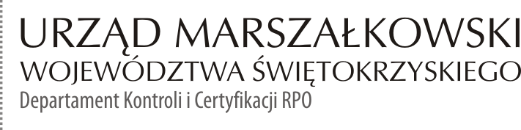 URZĄD MARSZAŁKOWSKI
WOJEWÓDZTWA ŚWIĘTOKRZYSKIEGO
Departament Kontroli i Certyfikacji RPO